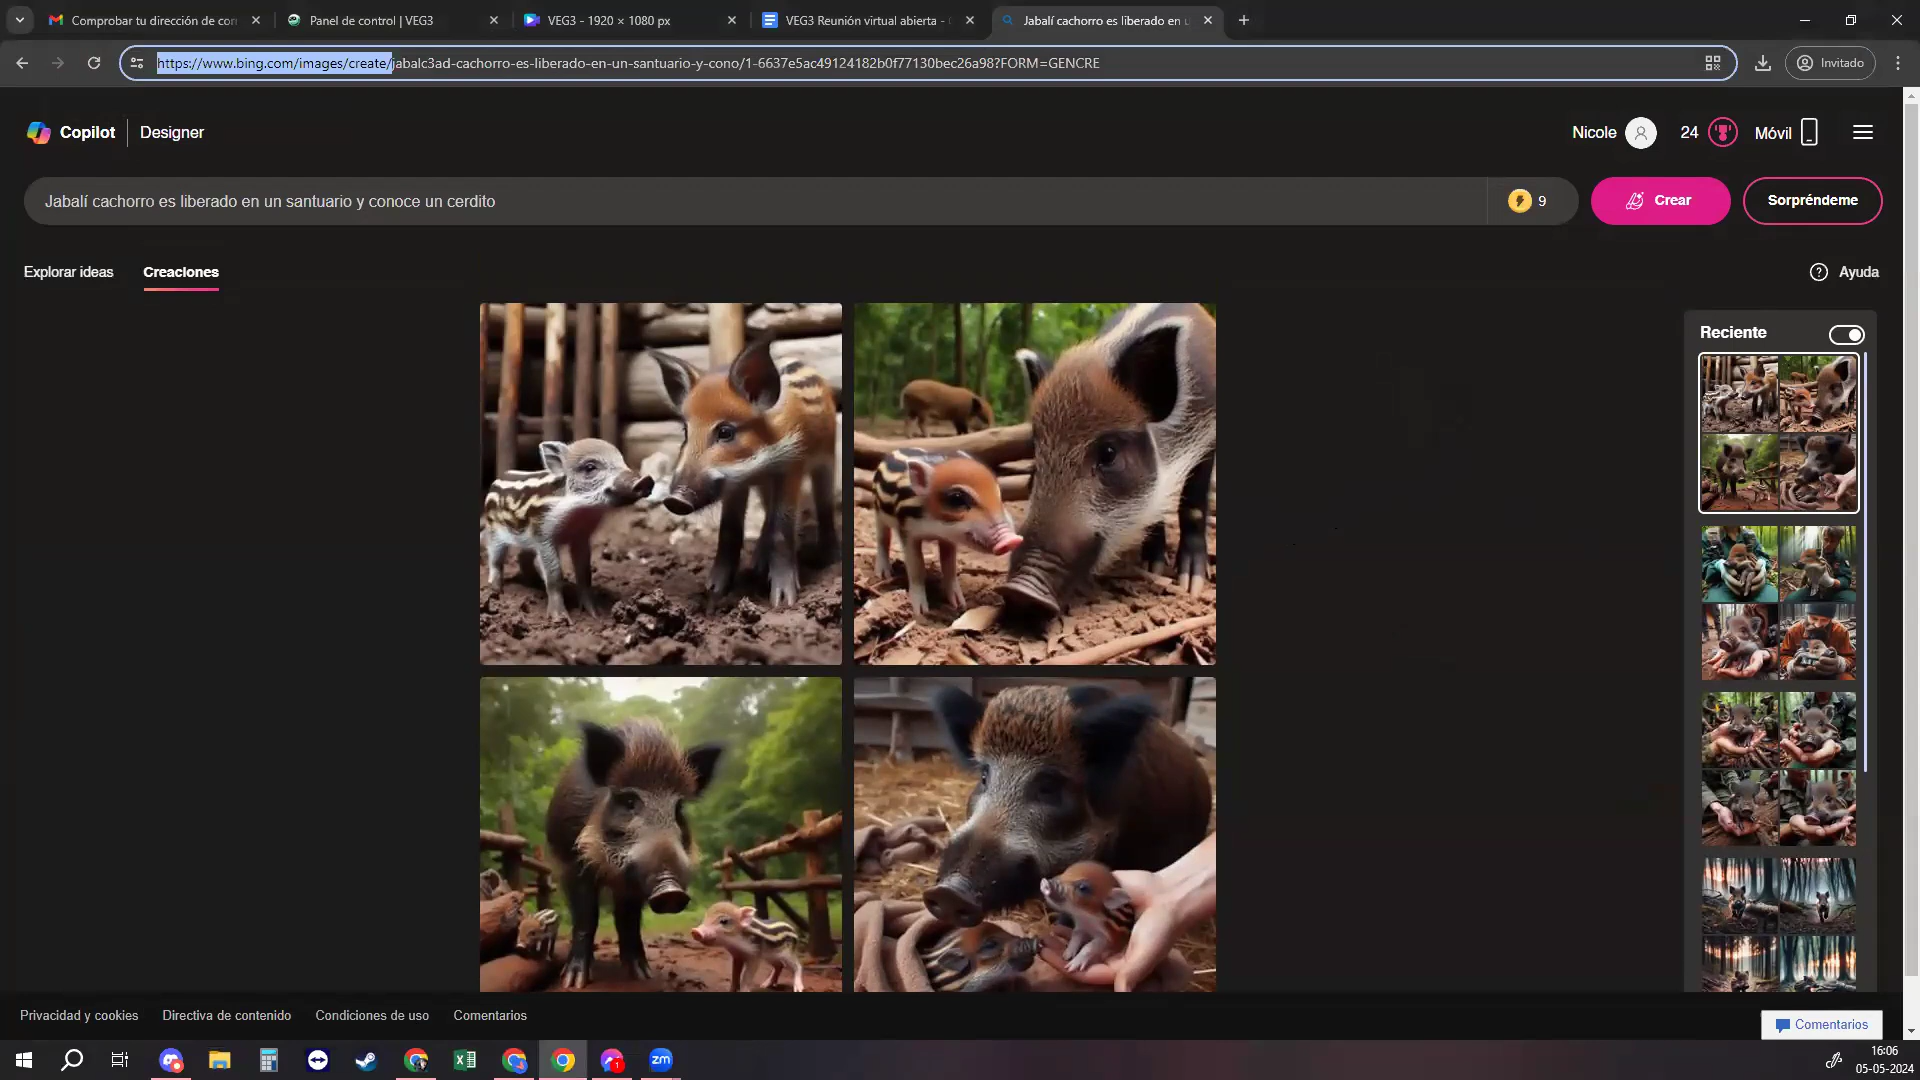 Comprobar tu dirección de cor
Panel de control | VEG3
VEG3 - 1920 × 1080 px
VEG3 Reunión virtual abierta -
Jabalí cachorro es liberado en u
https://www.bing.com/images/create/jabalc3ad-cachorro-es-liberado-en-un-santuario-y-cono/1-6637e5ac49124182b0f77130bec26a98?FORM=GENCRE
Invitado
Copilot
Designer
Nicole
24
Móvil
Jabalí cachorro es liberado en un santuario y conoce un cerdito
9
Crear
Sorpréndeme
Explorar ideas
Creaciones
Ayuda
Reciente
Privacidad y cookies
Directiva de contenido
Condiciones de uso
Comentarios
Comentarios
zm
1
16:06
05-05-2024